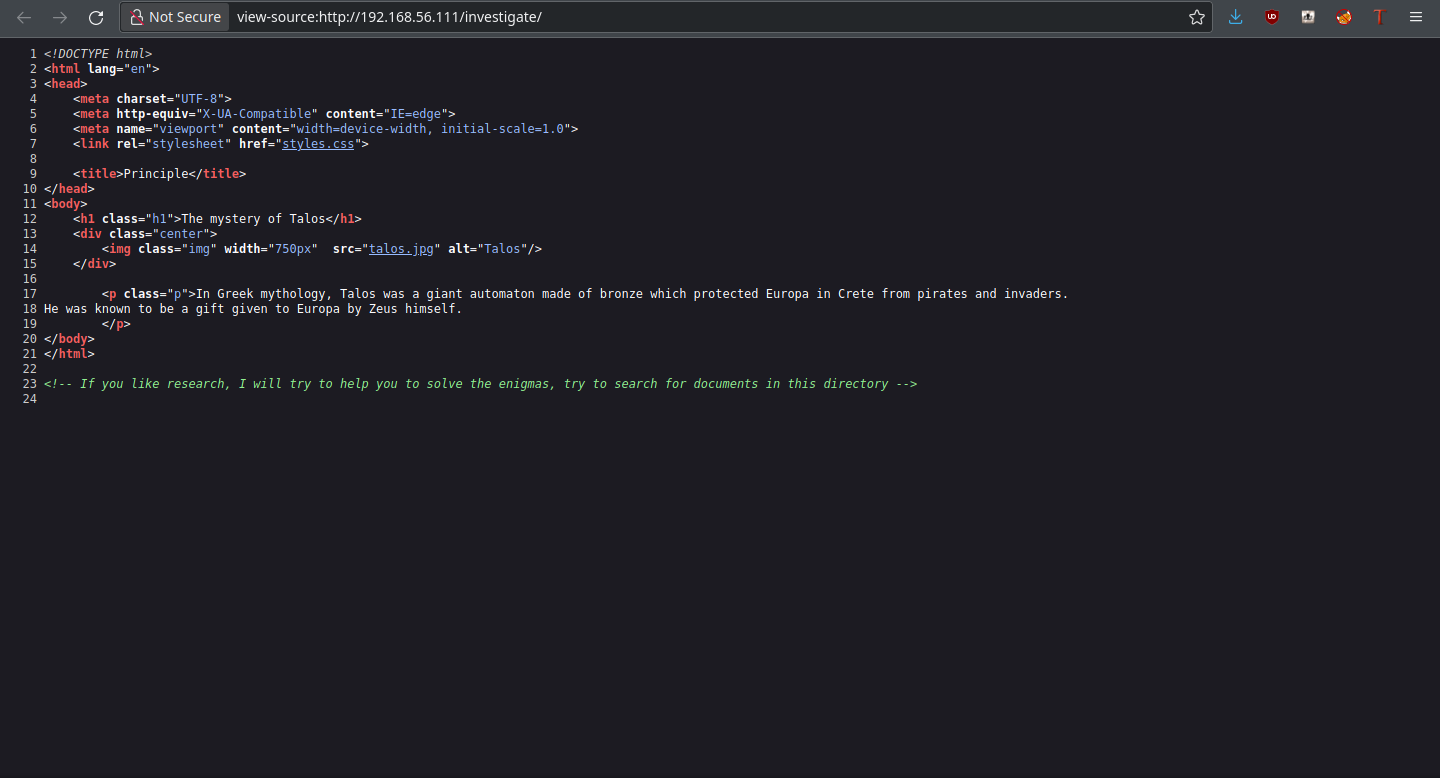 Not Secure view-source:http://192.168.56.111/investigate/
UD
1 <!DOCTYPE html>
2 <html lang="en">
3 <head>
4     <meta charset="UTF-8">
5     <meta http-equiv="X-UA-Compatible" content="IE=edge">
6     <meta name="viewport" content="width=device-width, initial-scale=1.0">
7     <link rel="stylesheet" href="styles.css">
8
9     <title>Principle</title>
10 </head>
11 <body>
12     <h1 class="h1">The mystery of Talos</h1>
13     <div class="center">
14         <img class="img" width="750px"  src="talos.jpg" alt="Talos"/>
15     </div>
16
17         <p class="p">In Greek mythology, Talos was a giant automaton made of bronze which protected Europa in Crete from pirates and invaders.
18 He was known to be a gift given to Europa by Zeus himself.
19         </p>
20 </body>
21 </html>
22
23 <!-- If you like research, I will try to help you to solve the enigmas, try to search for documents in this directory -->
24